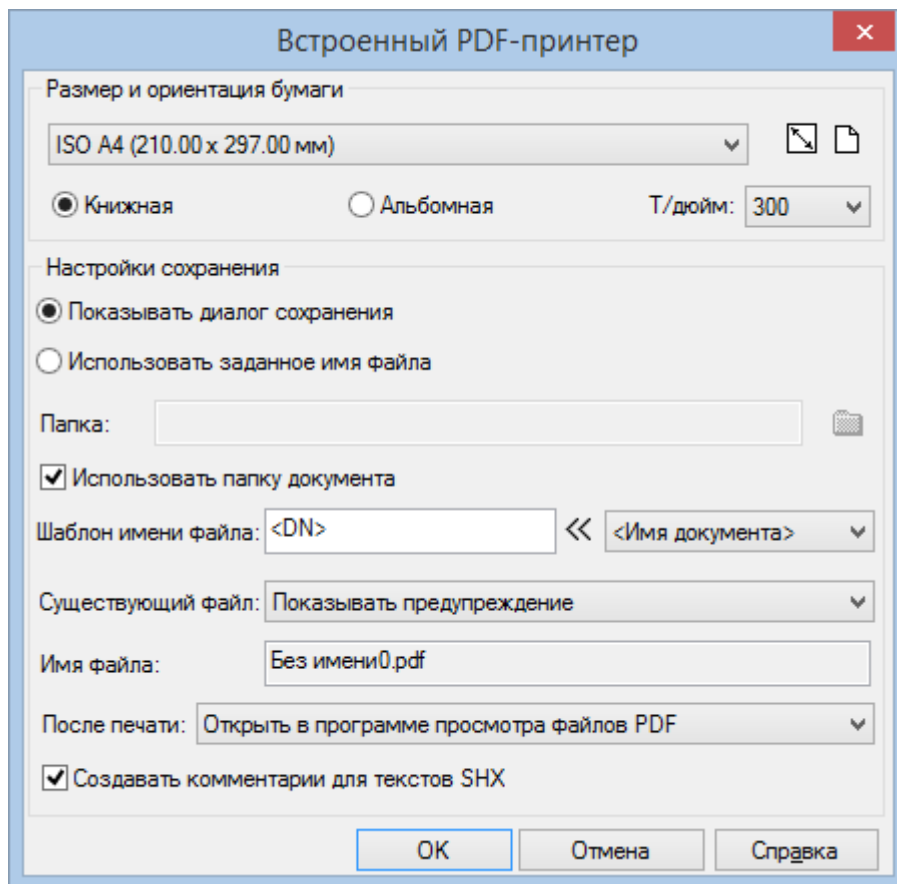 Встроенный PDF-принтер
Размер и ориентация бумаги
ISO A4 (210.00 x 297.00 мм)
Книжная Альбомная Т/дюйм: 300
Настройки сохранения
Показывать диалог сохранения
Использовать заданное имя файла
Папка:
Использовать папку документа
Шаблон имени файла: <DN> << <Имя документа>
Существующий файл: Показывать предупреждение
Имя файла: Без имени0.pdf
После печати: Открыть в программе просмотра файлов PDF
Создавать комментарии для текстов SHX
OK Отмена Справка